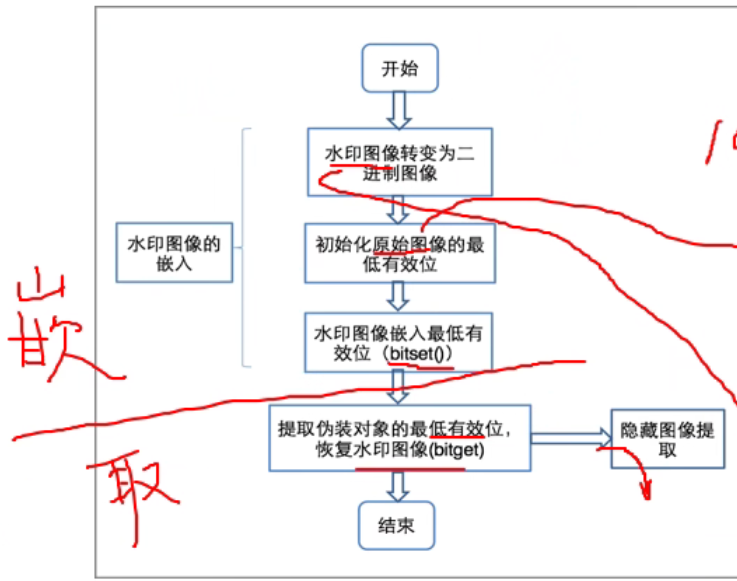 开始
水印图像转变为二
进制图像
水印图像的
嵌入
初始化原始图像的最
低有效位
水印图像嵌入最低有
效位（bitset()）
提取伪装对象的最低有效位，
恢复水印图像(bitget)
隐藏图像提
取
结束
嵌
取